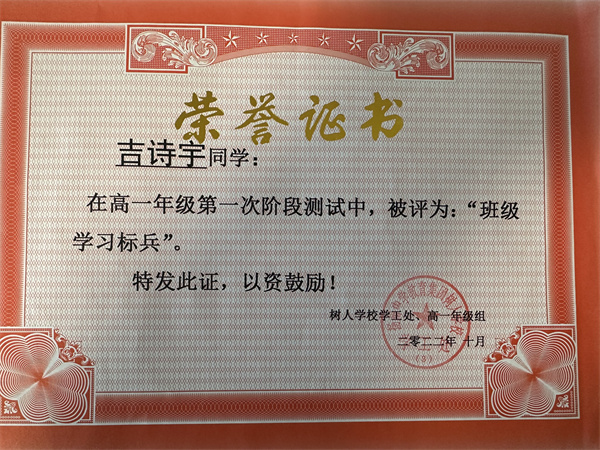 荣誉证书
吉诗宇同学：
在高一年级第一次阶段测试中，被评为：“班级
学习标兵”。
特发此证，以资鼓励！
树人学校学工处、高一年级组
二零二二年 十月